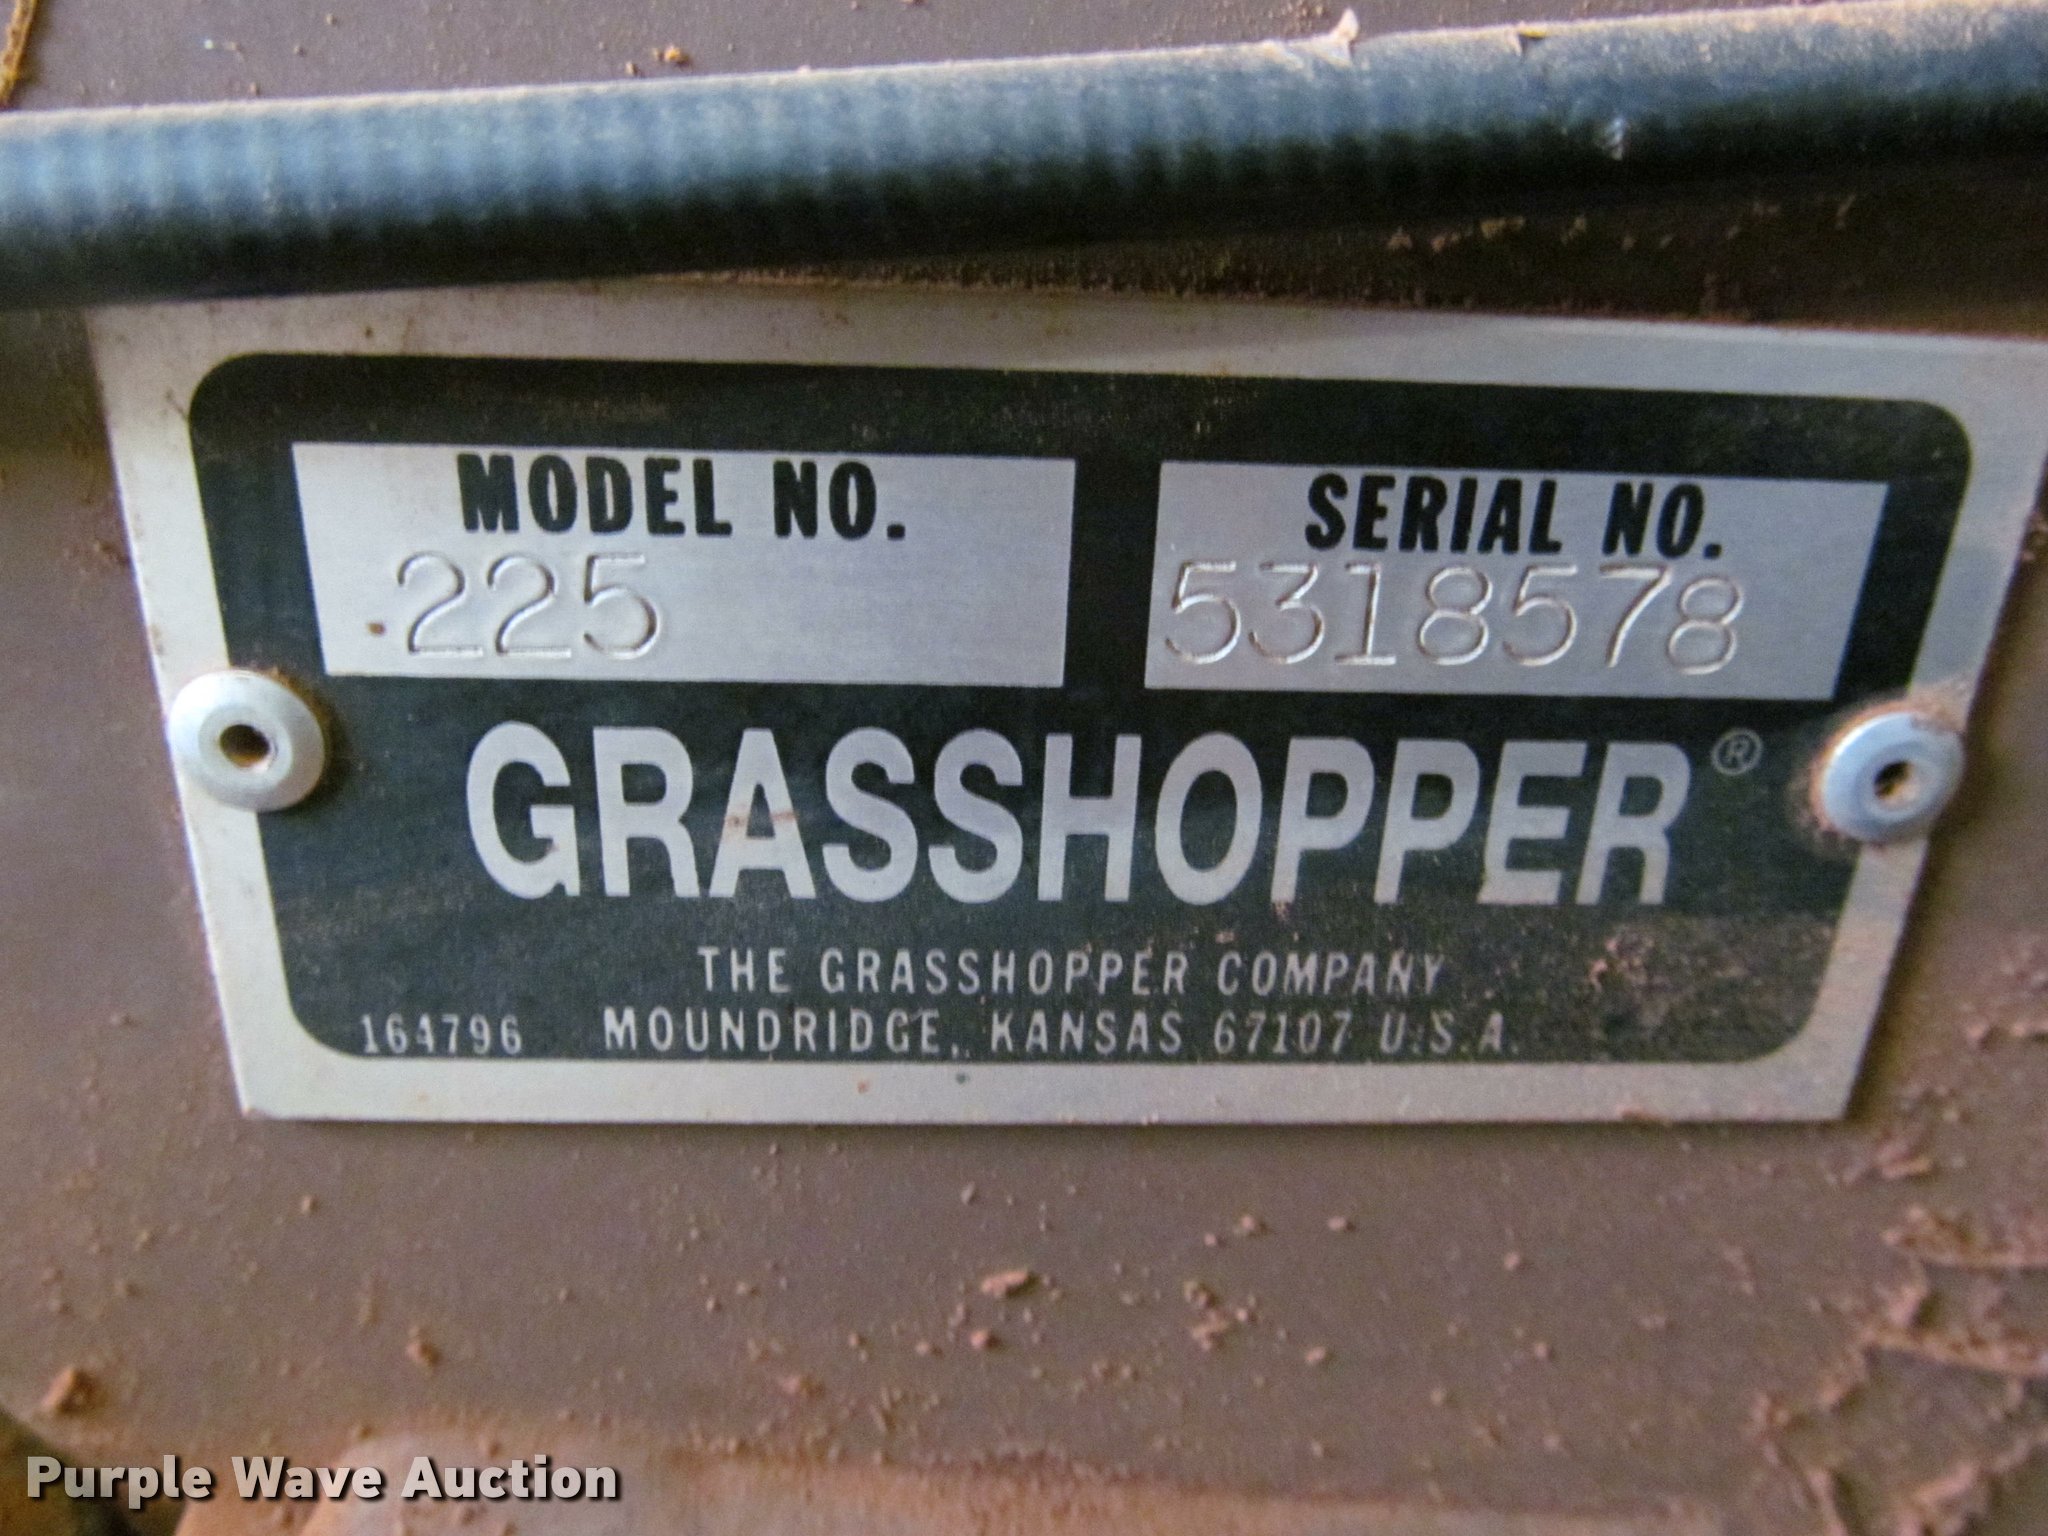 MODEL NO.
225
SERIAL NO.
5318578
GRASSHOPPER®
THE GRASSHOPPER COMPANY
164796 MOUNDRIDGE, KANSAS 67107 U.S.A.
Purple Wave Auction